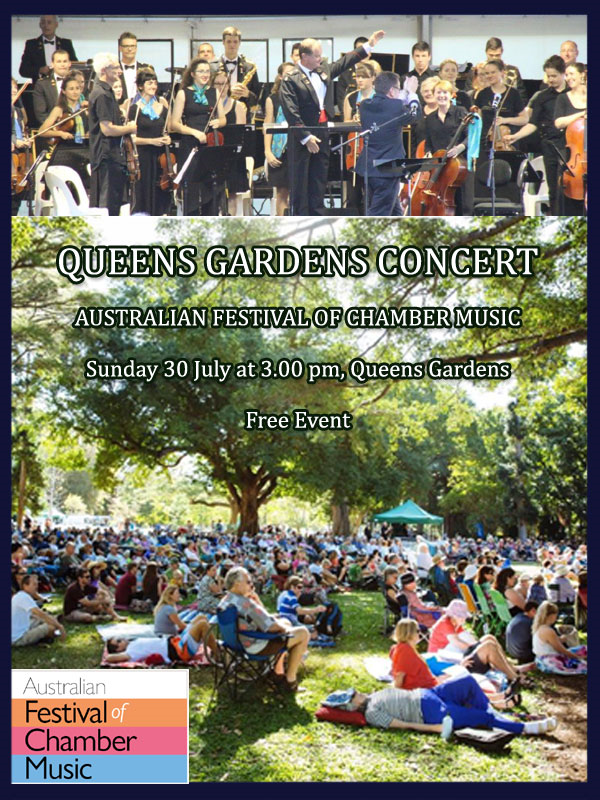 QUEENS GARDENS CONCERT
AUSTRALIAN FESTIVAL OF CHAMBER MUSIC
Sunday 30 July at 3.00 pm, Queens Gardens
Free Event
Australian
Festival of
Chamber
Music